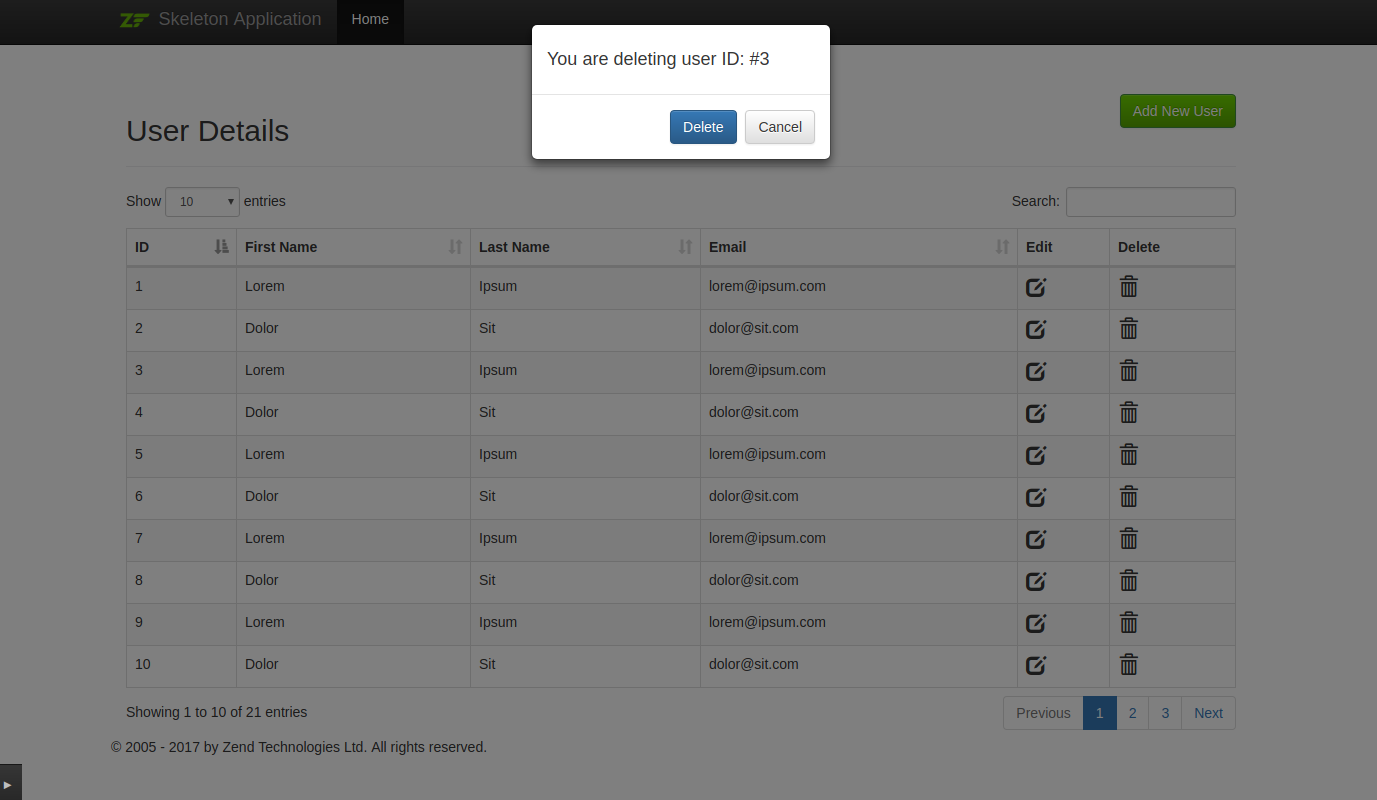 Skeleton Application Home
You are deleting user ID: #3
Delete Cancel
Add New User
User Details
Show 10 entries Search:
ID First Name Last Name Email Edit Delete
1 Lorem Ipsum lorem@ipsum.com
2 Dolor Sit dolor@sit.com
3 Lorem Ipsum lorem@ipsum.com
4 Dolor Sit dolor@sit.com
5 Lorem Ipsum lorem@ipsum.com
6 Dolor Sit dolor@sit.com
7 Lorem Ipsum lorem@ipsum.com
8 Dolor Sit dolor@sit.com
9 Lorem Ipsum lorem@ipsum.com
10 Dolor Sit dolor@sit.com
Showing 1 to 10 of 21 entries Previous 1 2 3 Next
© 2005 - 2017 by Zend Technologies Ltd. All rights reserved.